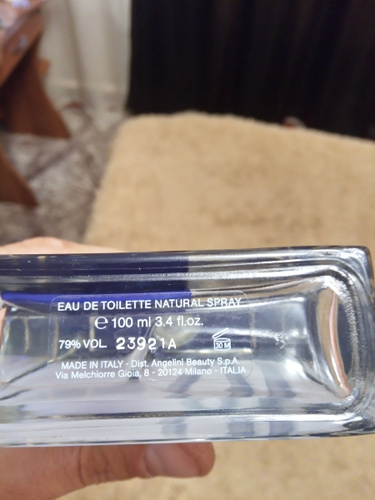 EAU DE TOILETTE NATURAL SPRAY
℮ 100 ml 3.4 fl.oz.
79% VOL 23921A 30 M
MADE IN ITALY - Dist. Angelini Beauty S.p.A.
Via Melchiorre Gioia, 8 - 20124 Milano - ITALIA